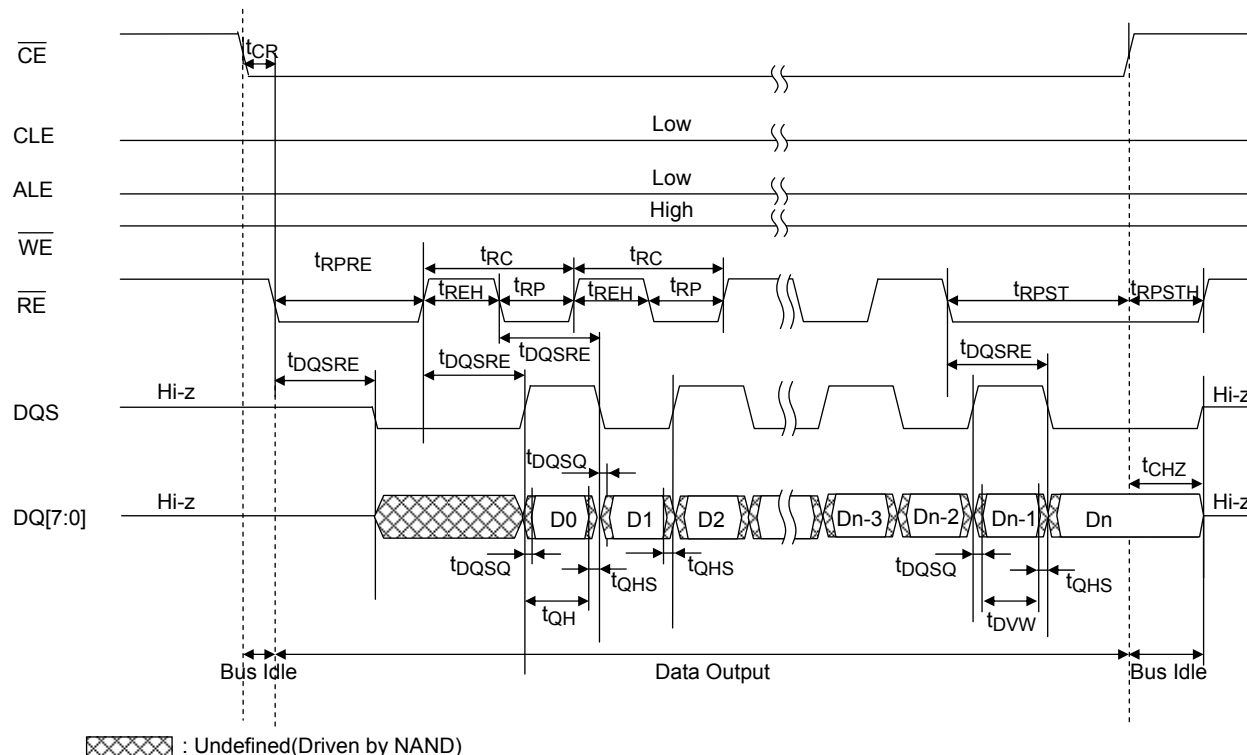 CE
tCR
CLE
Low
ALE
Low
High
WE
tRPRE
tRC
tRC
RE
tREH
tRP
tREH
tRP
tRPST
tRPSTH
tDQSRE
tDQSRE
tDQSRE
tDQSRE
DQS
Hi-z
Hi-z
tDQSQ
tCHZ
DQ[7:0]
Hi-z
D0
D1
D2
Dn-3
Dn-2
Dn-1
Dn
Hi-z
tDQSQ
tQHS
tQHS
tDQSQ
tQHS
tQH
tDVW
Bus Idle
Data Output
Bus Idle
: Undefined(Driven by NAND)